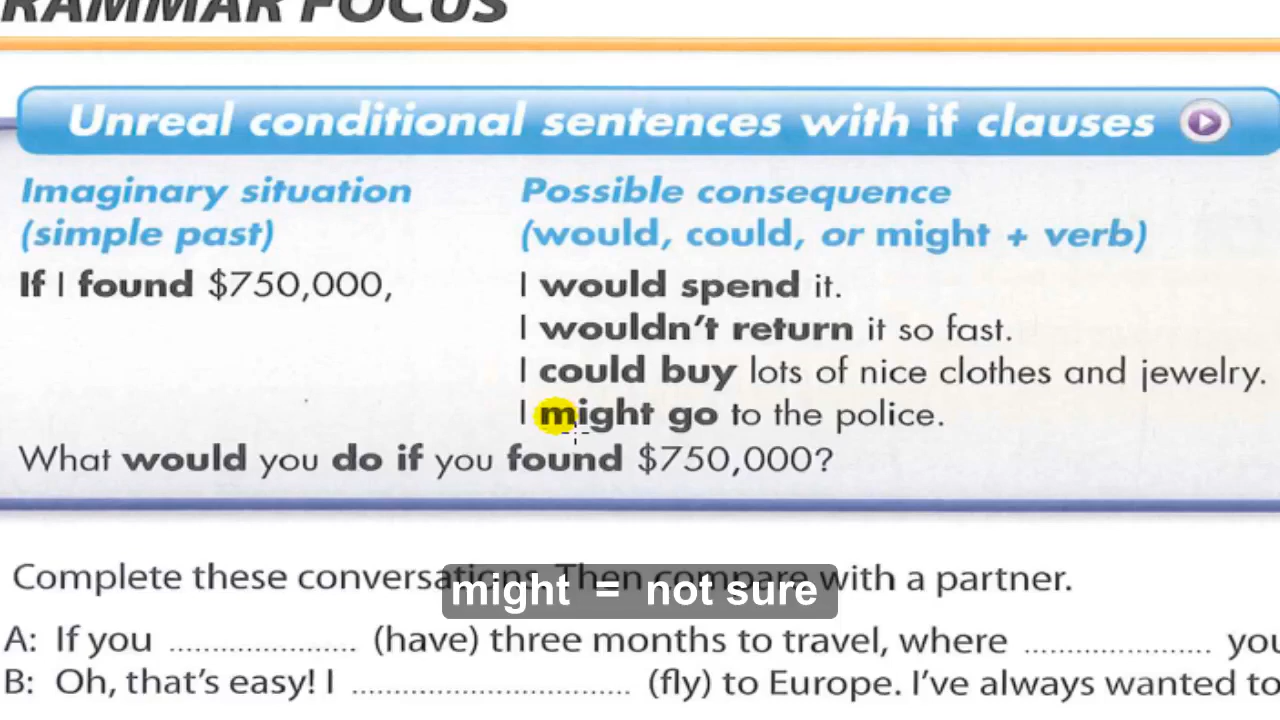 GRAMMAR FOCUS
Unreal conditional sentences with if clauses
Imaginary situation
(simple past)
Possible consequence
(would, could, or might + verb)
If I found $750,000,
I would spend it.
I wouldn't return it so fast.
I could buy lots of nice clothes and jewelry.
I might go to the police.
What would you do if you found $750,000?
Complete these conversations. Then compare with a partner.
might = not sure
A: If you .................... (have) three months to travel, where .................... you
B: Oh, that's easy! I .............................. (fly) to Europe. I've always wanted to